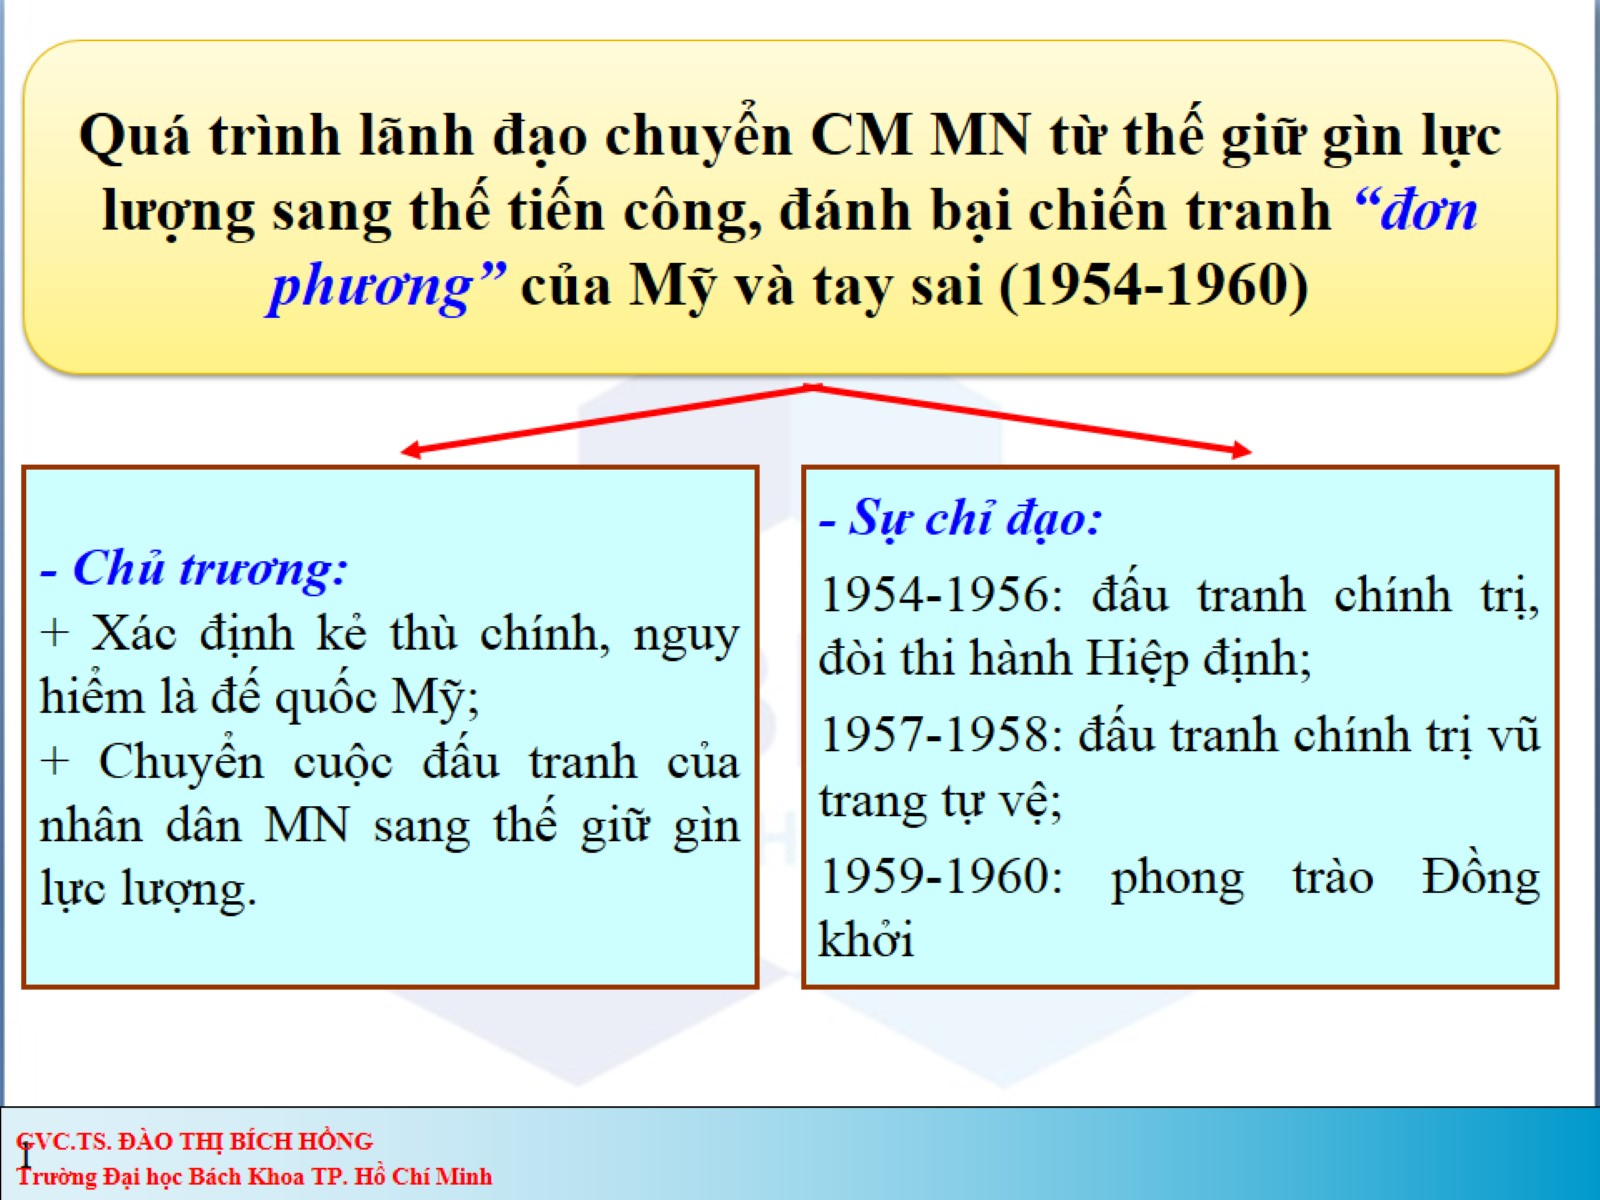 Quá trình lãnh đạo chuyển CM MN từ thế giữ gìn lực
lượng sang thế tiến công, đánh bại chiến tranh “đơn
phương” của Mỹ và tay sai (1954-1960)
- Chủ trương:
+ Xác định kẻ thù chính, nguy
hiểm là đế quốc Mỹ;
+ Chuyển cuộc đấu tranh của
nhân dân MN sang thế giữ gìn
lực lượng.
- Sự chỉ đạo:
1954-1956: đấu tranh chính trị,
đòi thi hành Hiệp định;
1957-1958: đấu tranh chính trị vũ
trang tự vệ;
1959-1960: phong trào Đồng
khởi
GVC.TS. ĐÀO THỊ BÍCH HỒNG
1
Trường Đại học Bách Khoa TP. Hồ Chí Minh